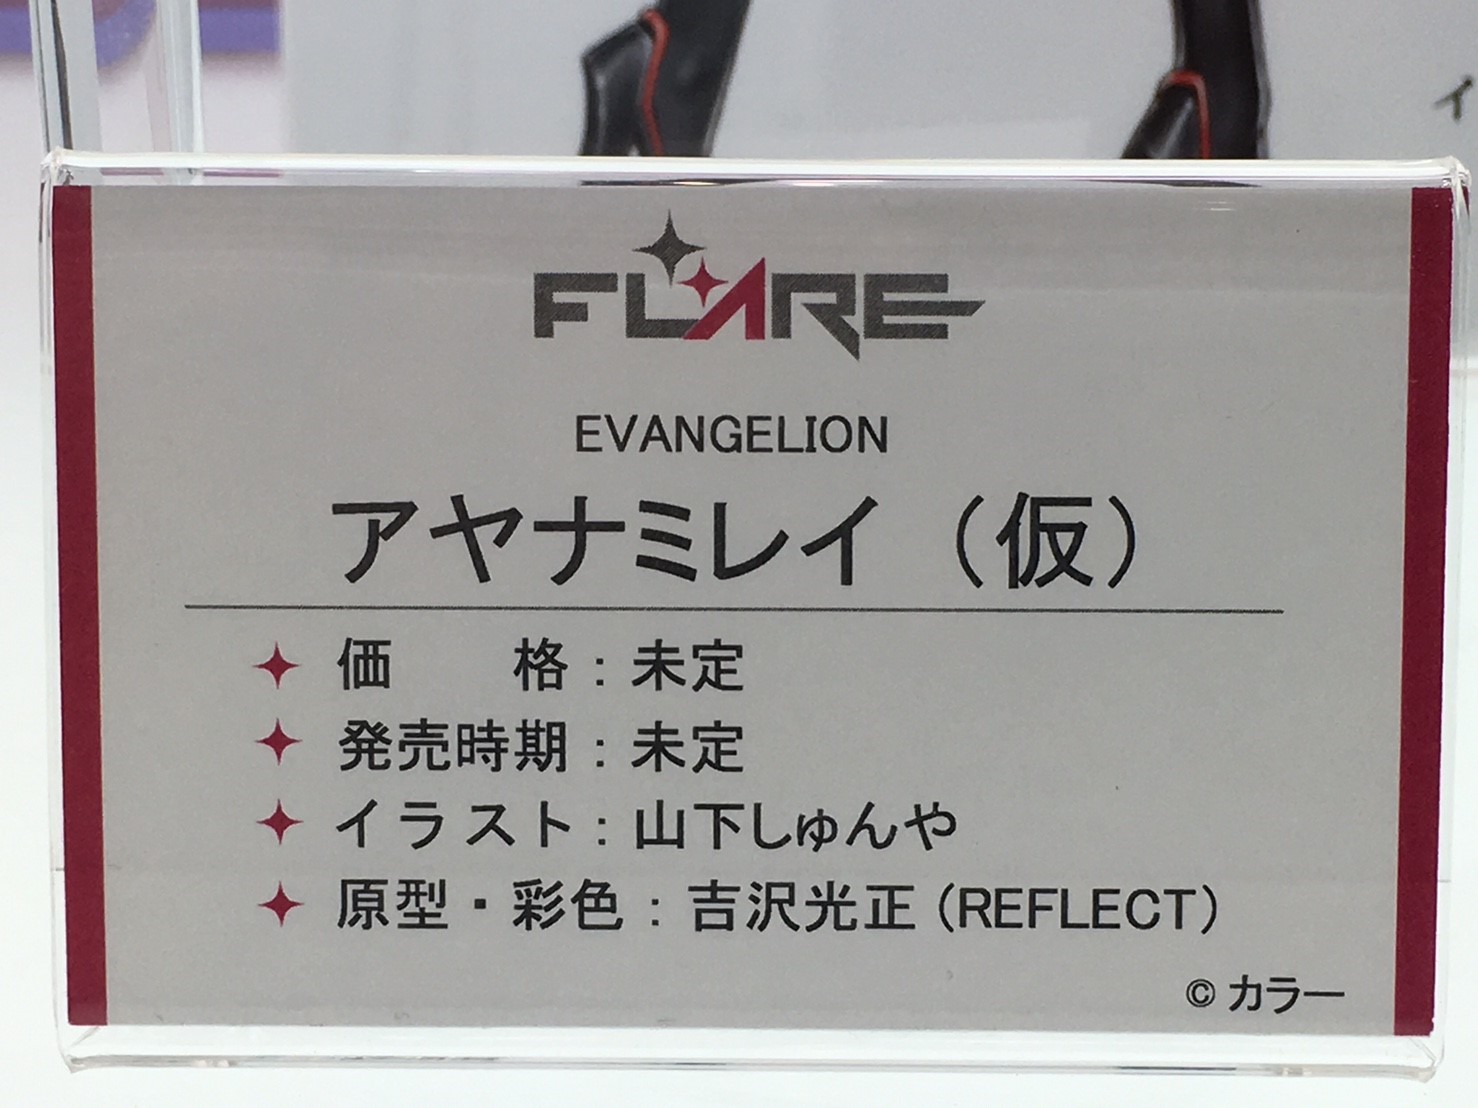 イ
FLARE
EVANGELION
アヤナミレイ（仮）
価　　格：未定
発売時期：未定
イラスト：山下しゅんや
原型・彩色：吉沢光正（REFLECT）
© カラー